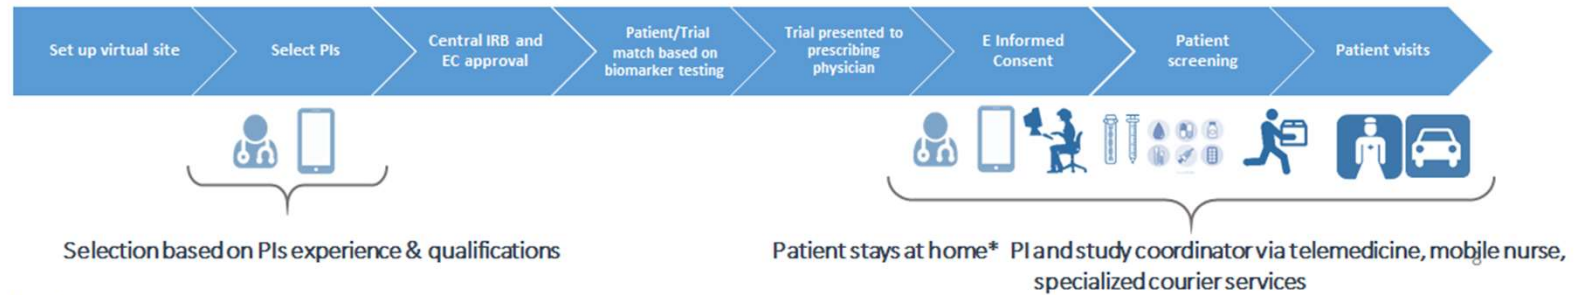 Set up virtual site
Select PIs
Central IRB and
EC approval
Patient/Trial
match based on
biomarker testing
Trial presented to
prescribing
physician
E Informed
Consent
Patient
screening
Patient visits
Selection based on PIs experience & qualifications
Patient stays at home* PI and study coordinator via telemedicine, mobile nurse,
specialized courier services
8